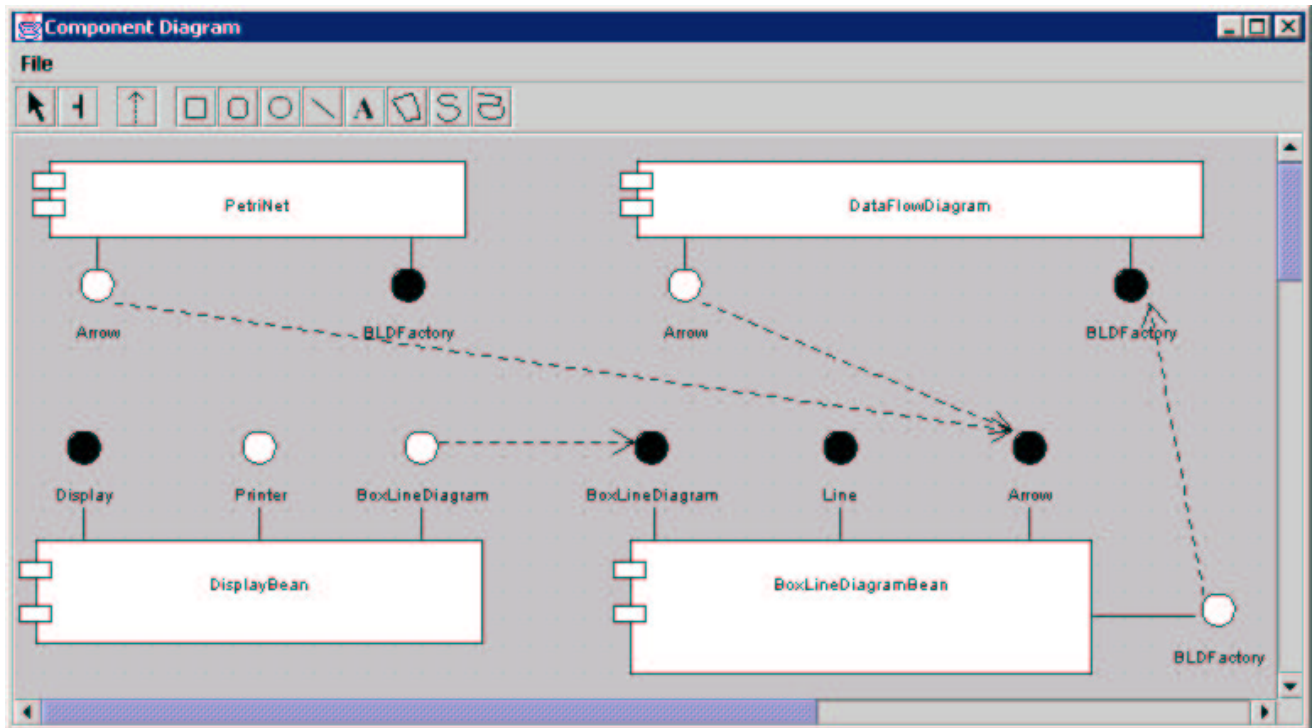 Component Diagram
File
A
PetriNet
DataFlowDiagram
Arrow
BLDFactory
Arrow
BLDFactory
Display
Printer
BoxLineDiagram
BoxLineDiagram
Line
Arrow
DisplayBean
BoxLineDiagramBean
BLDFactory